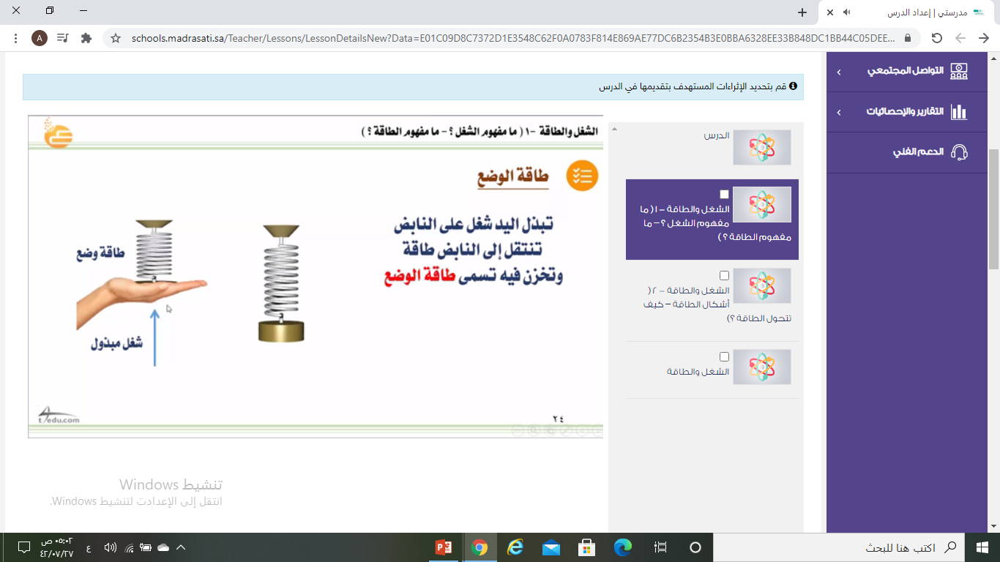 مدرستي | إعداد الدرس
schools.madrasati.sa/Teacher/Lessons/LessonDetailsNew?Data=E01C09D8C7372D1E3548C62F0A0783F814E869AE77DC6B2354B3E0BBA6328EE33B848DC1BB44C05DEE...
A
التواصل المجتمعي
التقارير والإحصائيات
الدعم الفني
قم بتحديد الإثراءات المستهدف بتقديمها في الدرس
الدرس
الشغل والطاقة - ١ ( ما
مفهوم الشغل ؟ – ما
مفهوم الطاقة ؟ )
الشغل والطاقة - ٢ (
أشكال الطاقة – كيف
تتحول الطاقة ؟)
الشغل والطاقة
الشغل والطاقة -١ ( ما مفهوم الشغل ؟ - ما مفهوم الطاقة ؟ )
طاقة الوضع
تبذل اليد شغل على النابض
تنتقل إلى النابض طاقة
وتخزن فيه تسمى طاقة الوضع
طاقة وضع
شغل مبذول
t4edu.com
٢٤
تنشيط Windows
انتقل إلى الإعدادت لتنشيط Windows.
اكتب هنا للبحث
ع
٠٥:٠٢ ص
٤٢/٠٧/٢٧